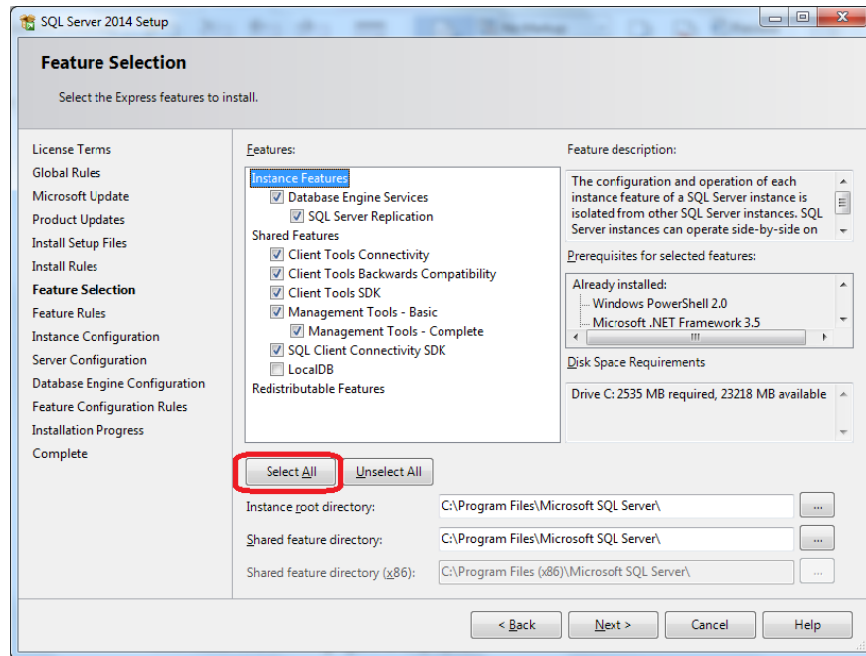 SQL Server 2014 Setup
Feature Selection
Select the Express features to install.
License Terms
Global Rules
Microsoft Update
Product Updates
Install Setup Files
Install Rules
Feature Selection
Feature Rules
Instance Configuration
Server Configuration
Database Engine Configuration
Feature Configuration Rules
Installation Progress
Complete
Features:
Instance Features
Database Engine Services
SQL Server Replication
Shared Features
Client Tools Connectivity
Client Tools Backwards Compatibility
Client Tools SDK
Management Tools - Basic
Management Tools - Complete
SQL Client Connectivity SDK
LocalDB
Redistributable Features
Feature description:
The configuration and operation of each
instance feature of a SQL Server instance is
isolated from other SQL Server instances. SQL
Server instances can operate side-by-side on
Prerequisites for selected features:
Already installed:
Windows PowerShell 2.0
Microsoft .NET Framework 3.5
Disk Space Requirements
Drive C: 2535 MB required, 23218 MB available
Select All
Unselect All
Instance root directory:
C:\Program Files\Microsoft SQL Server\
...
Shared feature directory:
C:\Program Files\Microsoft SQL Server\
...
Shared feature directory (x86):
C:\Program Files (x86)\Microsoft SQL Server\
...
< Back
Next >
Cancel
Help